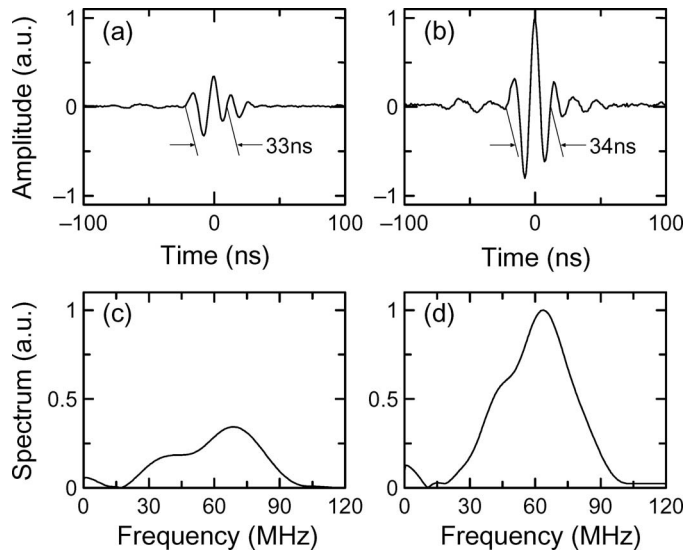 (a)
(b)
Amplitude (a.u.)
1
0
−1
1
0
−1
33ns
34ns
−100 0 100
−100 0 100
Time (ns)
Time (ns)
(c)
(d)
Spectrum (a.u.)
1
0.5
0
1
0.5
0
0 30 60 90 120
0 30 60 90 120
Frequency (MHz)
Frequency (MHz)